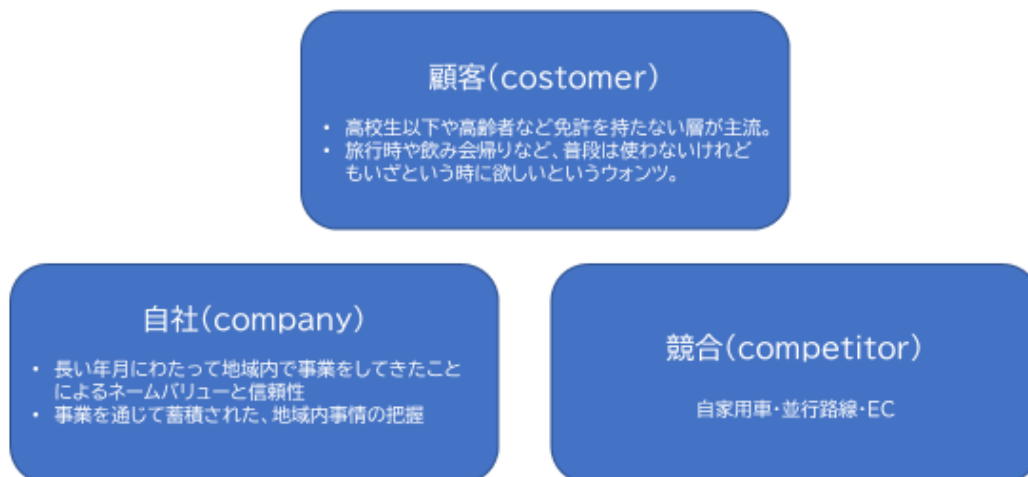 顧客(costomer)
• 高校生以下や高齢者など免許を持たない層が主流。
• 旅行時や飲み会帰りなど、普段は使わないけれど
もいざという時に欲しいというウォンツ。
自社(company)
• 長い年月にわたって地域内で事業をしてきたこと
によるネームバリューと信頼性
• 事業を通じて蓄積された、地域内事情の把握
競合(competitor)
自家用車・並行路線・EC